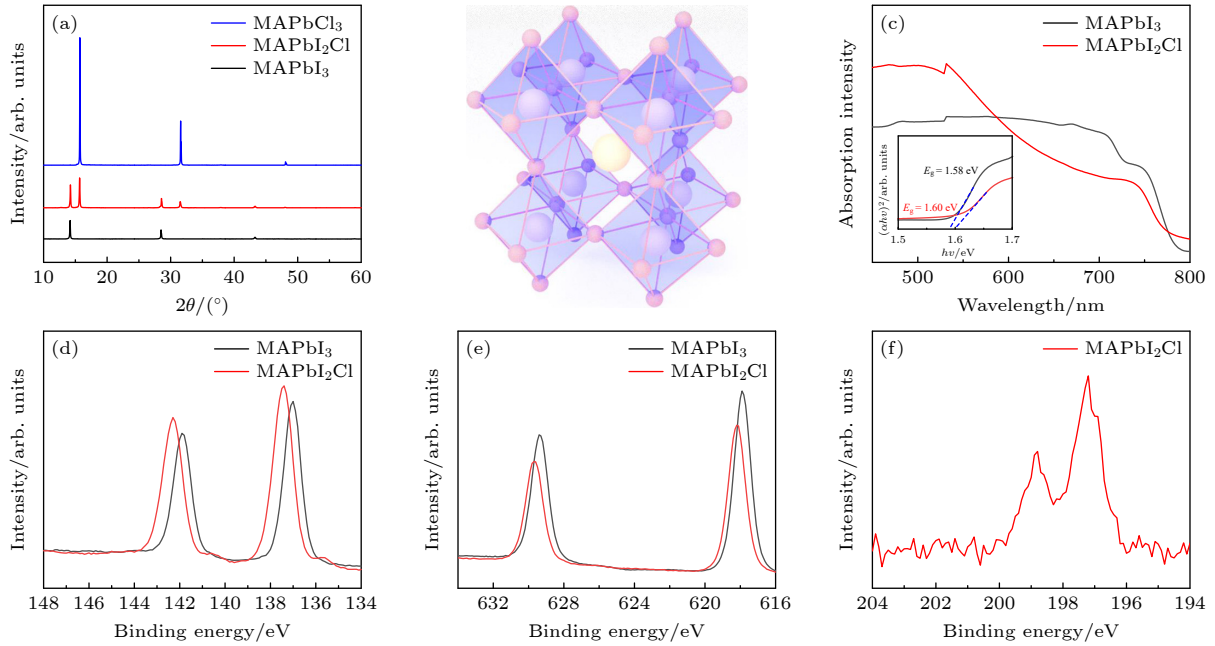 (a)
MAPbCl₃
MAPbI₂Cl
MAPbI₃
Intensity/arb. units
10 20 30 40 50 60
2θ/(°)
(c)
MAPbI₃
MAPbI₂Cl
Absorption intensity
500 600 700 800
Wavelength/nm
(αhν)²/arb. units
E_g = 1.58 eV
E_g = 1.60 eV
1.5 1.6 1.7
hν/eV
(d)
MAPbI₃
MAPbI₂Cl
Intensity/arb. units
148 146 144 142 139 137 136 134
Binding energy/eV
(e)
MAPbI₃
MAPbI₂Cl
Intensity/arb. units
632 628 624 620 616
Binding energy/eV
(f)
MAPbI₂Cl
Intensity/arb. units
204 202 200 198 196 194
Binding energy/eV